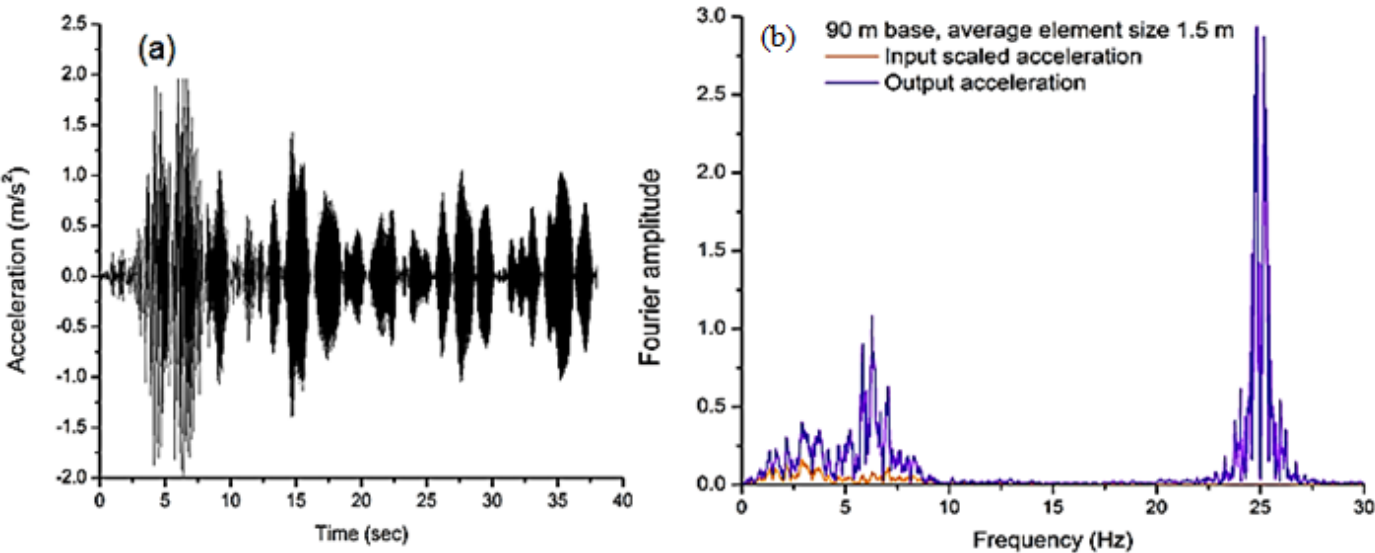 (a)
2.0
1.5
1.0
0.5
0.0
-0.5
-1.0
-1.5
-2.0
0 5 10 15 20 25 30 35 40
Acceleration (m/s²)
Time (sec)
(b)
90 m base, average element size 1.5 m
Input scaled acceleration
Output acceleration
3.0
2.5
2.0
1.5
1.0
0.5
0.0
0 5 10 15 20 25 30
Fourier amplitude
Frequency (Hz)